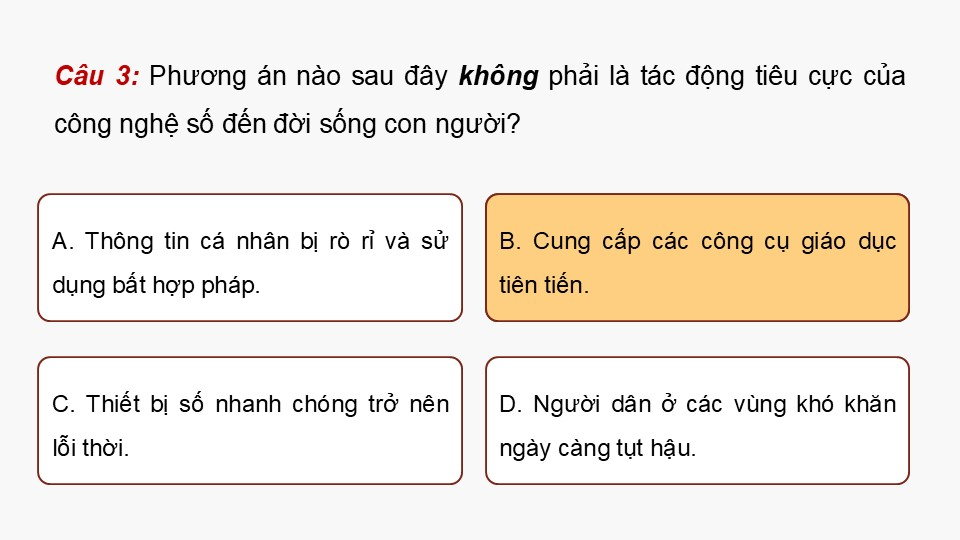 Câu 3: Phương án nào sau đây không phải là tác động tiêu cực của
công nghệ số đến đời sống con người?
A. Thông tin cá nhân bị rò rỉ và sử
dụng bất hợp pháp.
B. Cung cấp các công cụ giáo dục
tiên tiến.
C. Thiết bị số nhanh chóng trở nên
lỗi thời.
D. Người dân ở các vùng khó khăn
ngày càng tụt hậu.